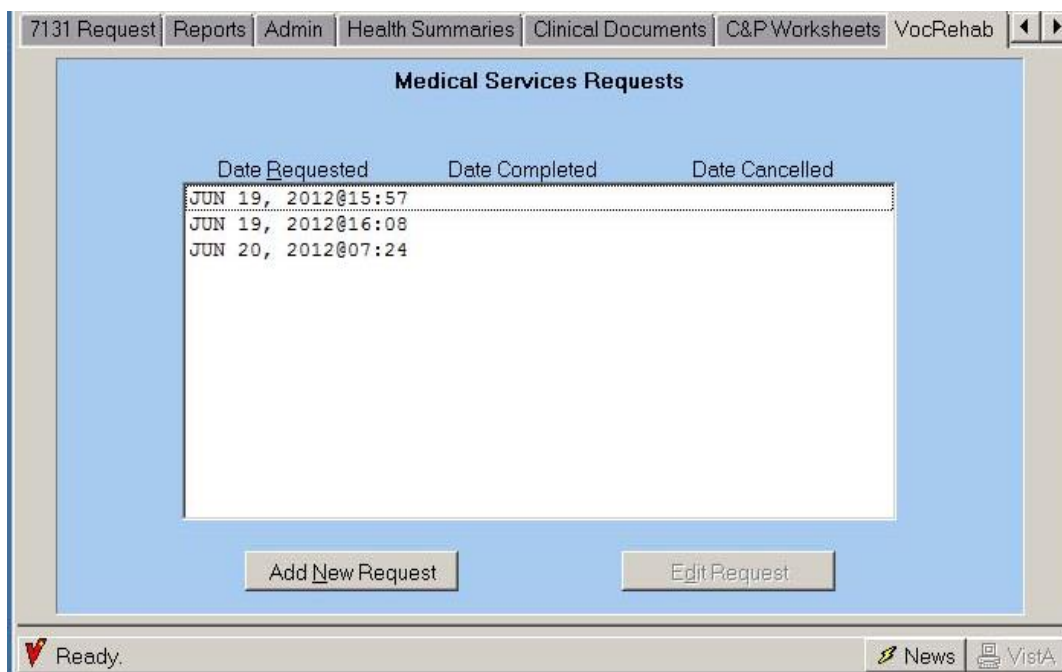 7131 Request Reports Admin Health Summaries Clinical Documents C&P Worksheets VocRehab
Medical Services Requests
Date Requested Date Completed Date Cancelled
JUN 19, 2012@15:57
JUN 19, 2012@16:08
JUN 20, 2012@07:24
Add New Request Edit Request
Ready. News VistA